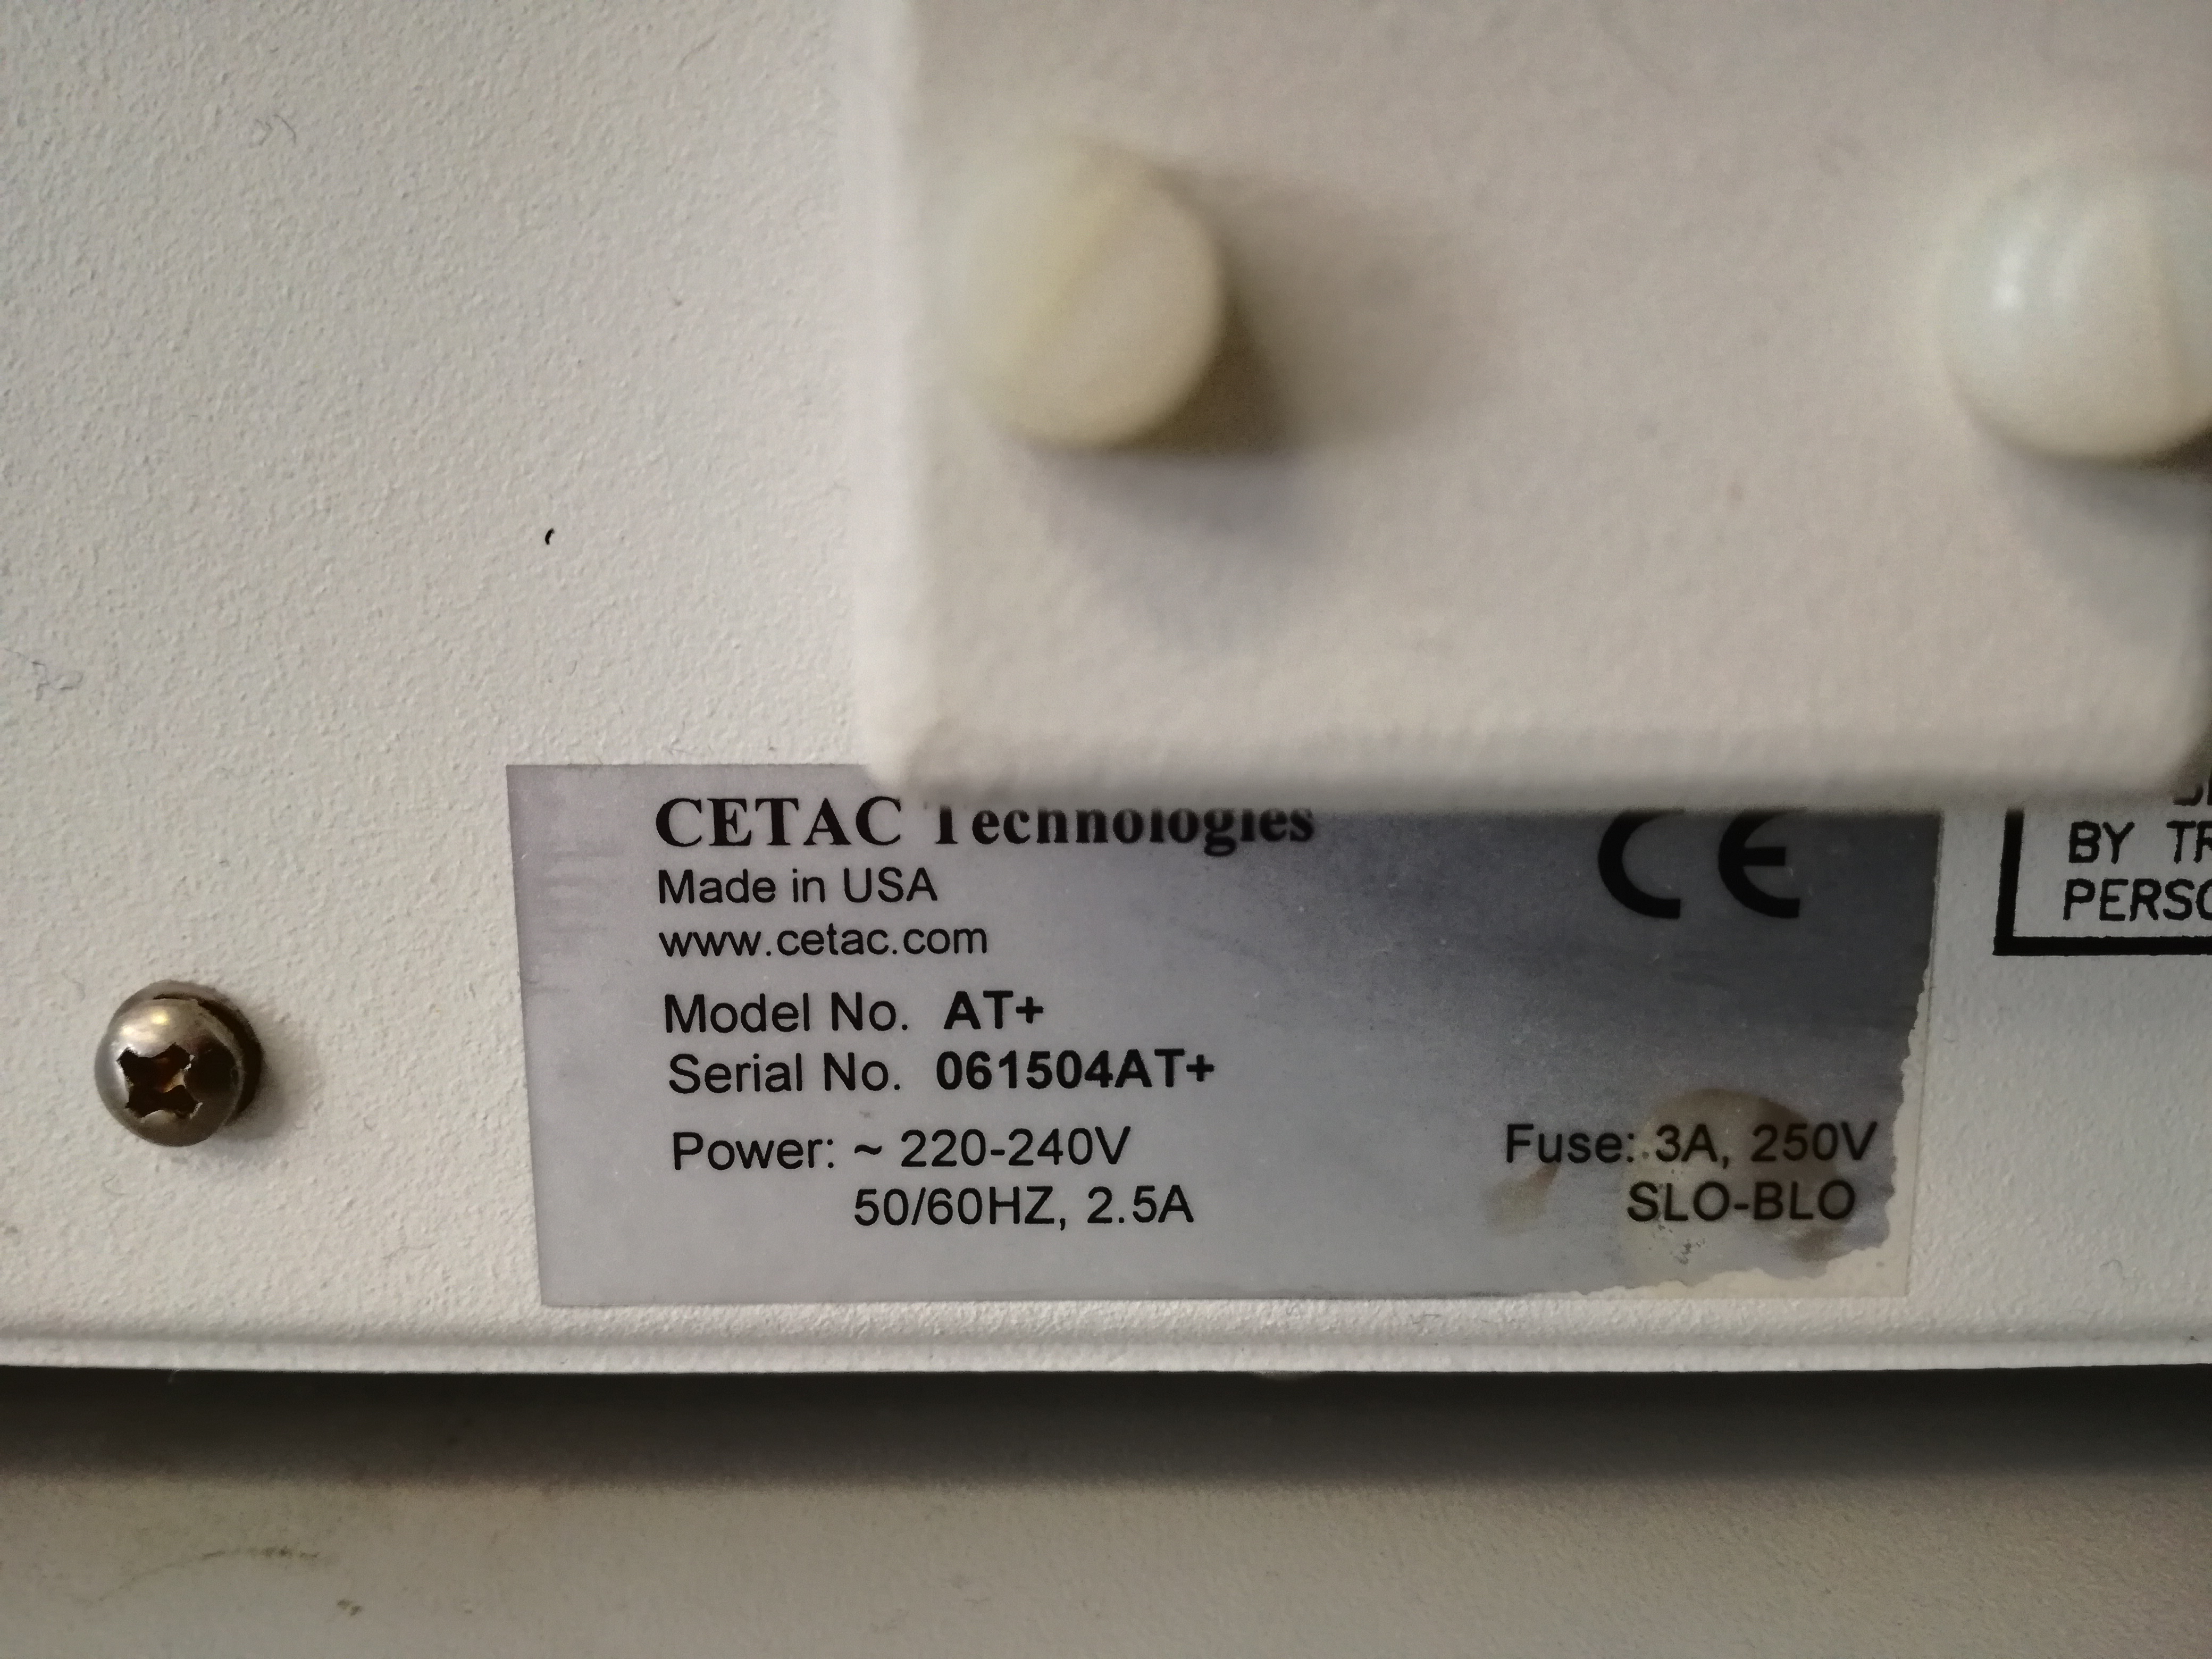 CETAC Technologies
Made in USA
www.cetac.com
CE
Model No. AT+
Serial No. 061504AT+
Power: ~ 220-240V
50/60HZ, 2.5A
Fuse: 3A, 250V
SLO-BLO
BY